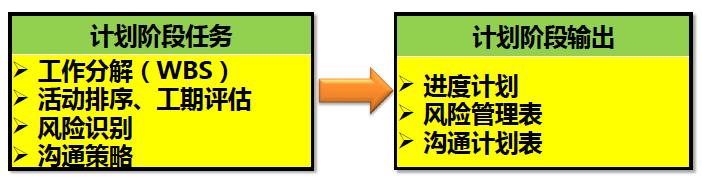 计划阶段任务
➢ 工作分解（WBS）
➢ 活动排序、工期评估
➢ 风险识别
➢ 沟通策略
计划阶段输出
➢ 进度计划
➢ 风险管理表
➢ 沟通计划表